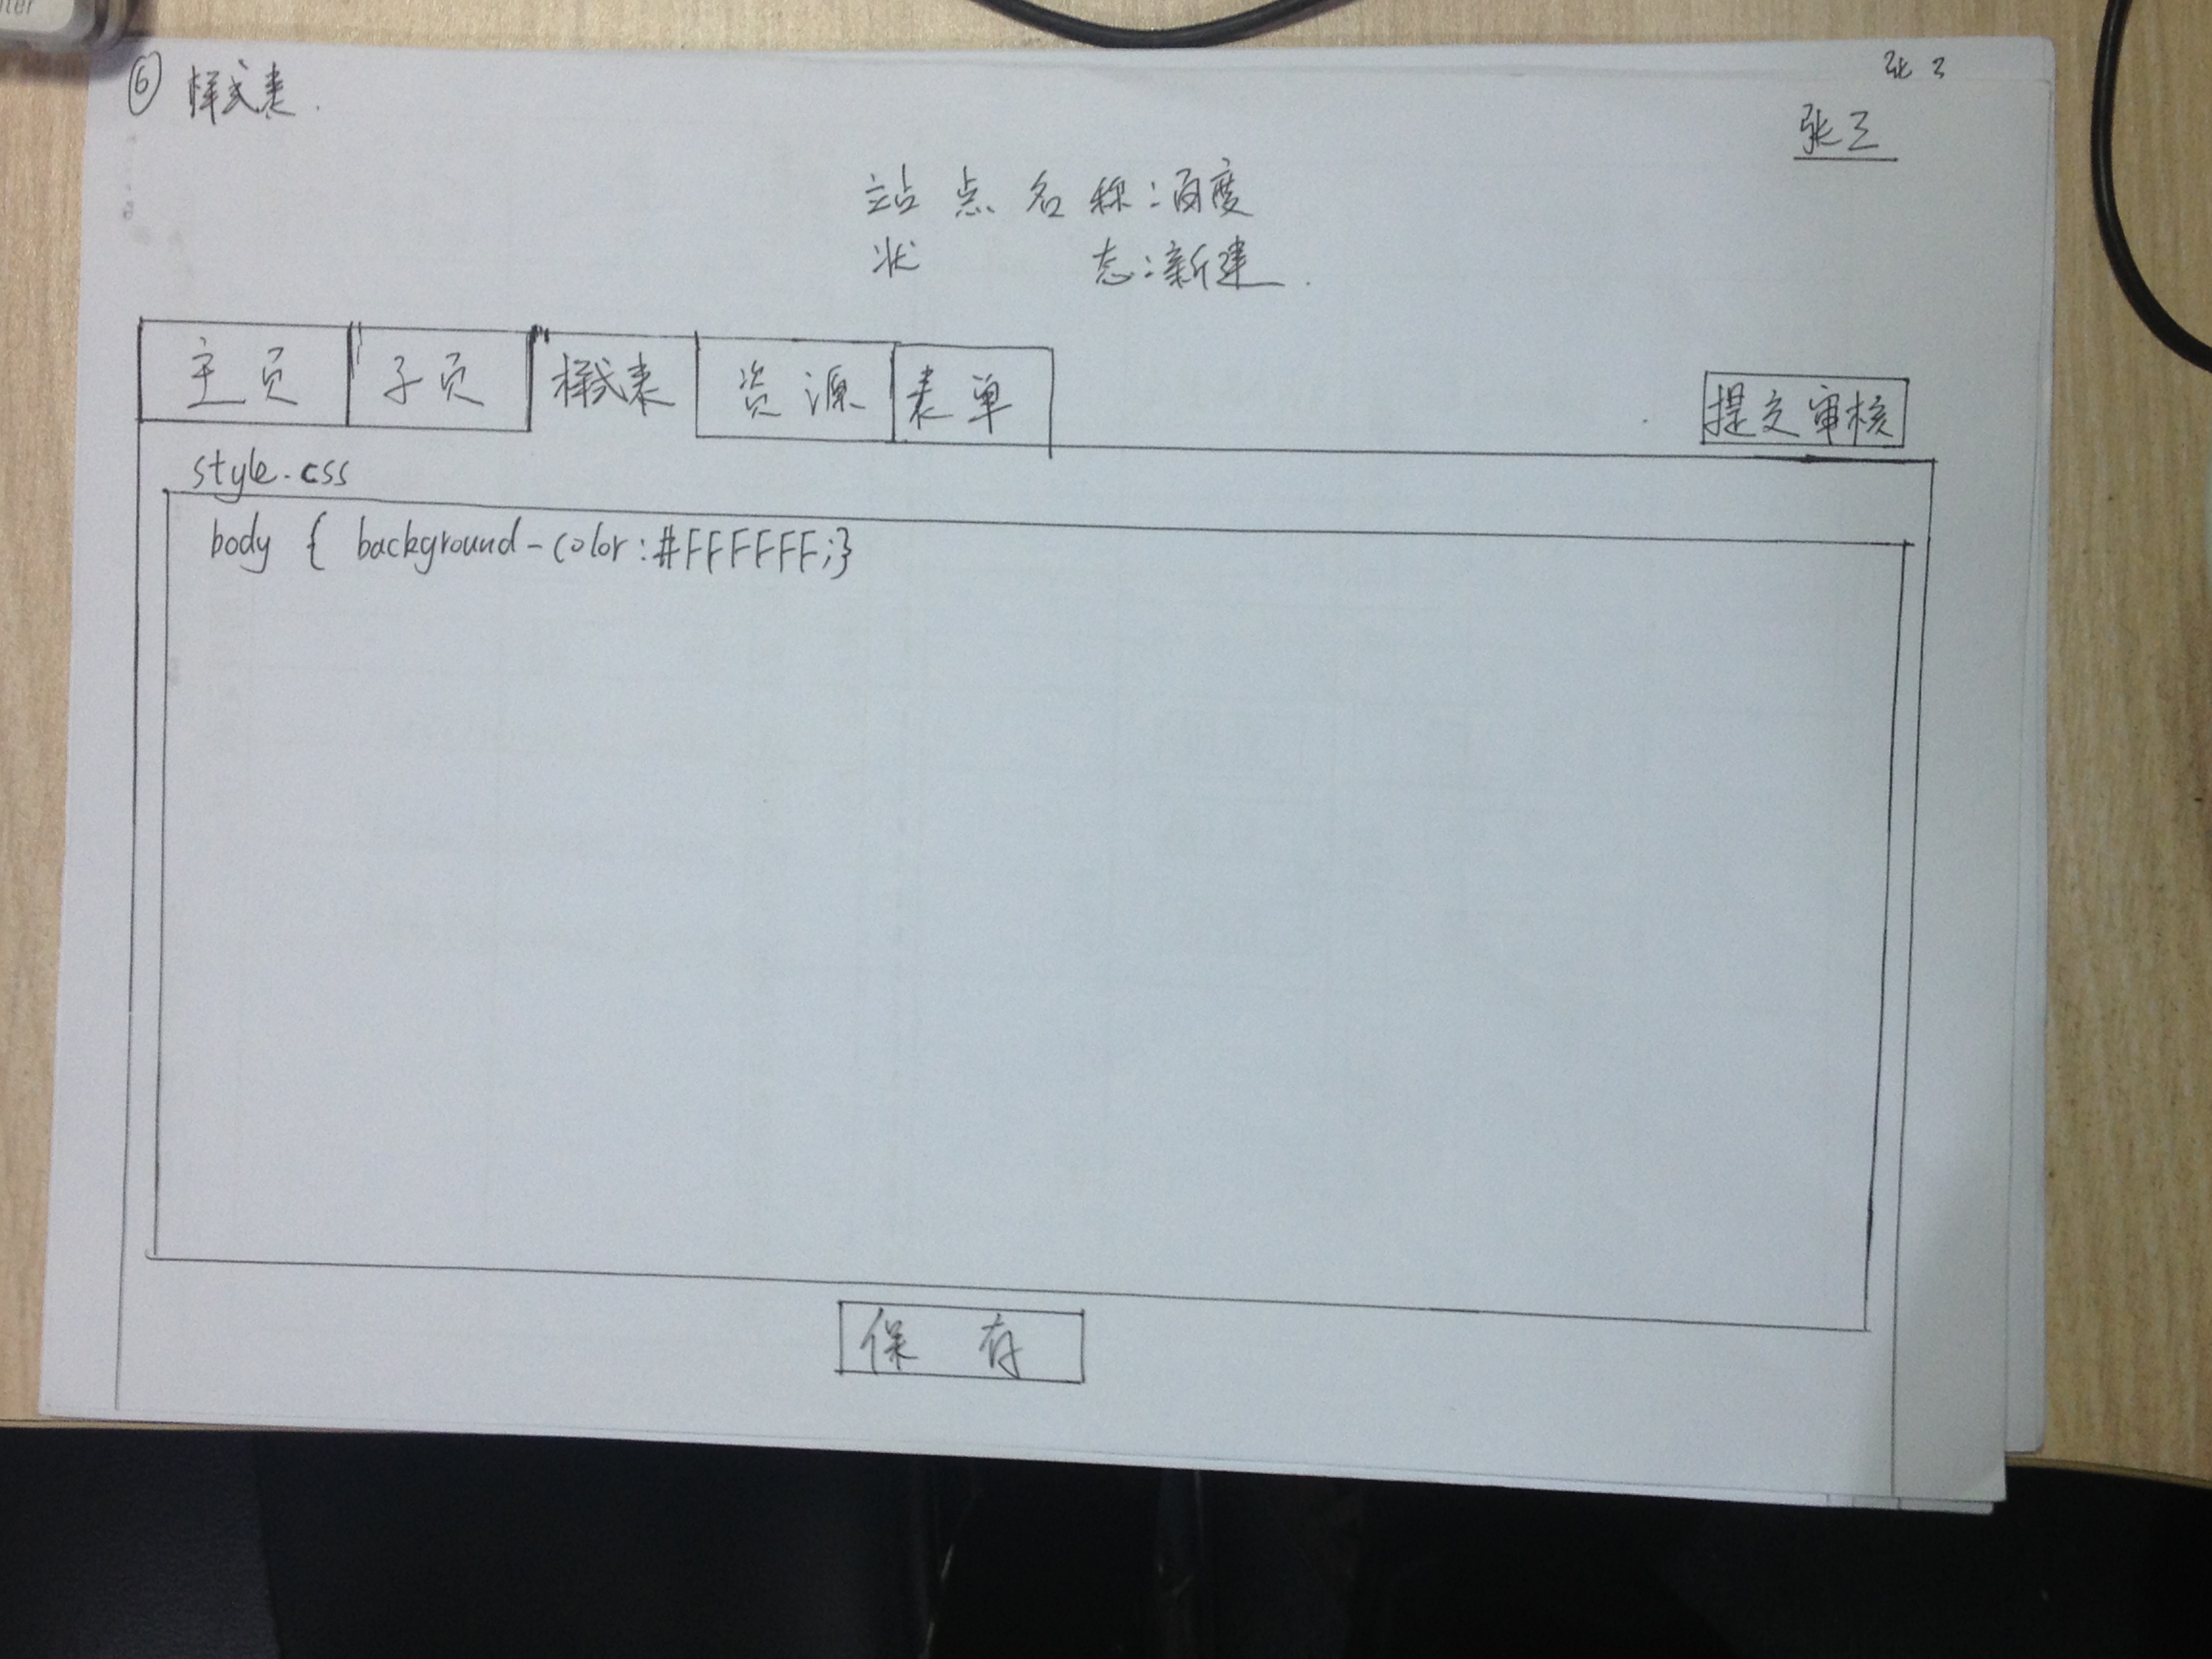 ⑥ 样式表.
张三
站点名称:百度
状态:新建.
主页 子页 样式表 资源 表单
提交审核
style.css
body { background-color:#FFFFFF;}
保存